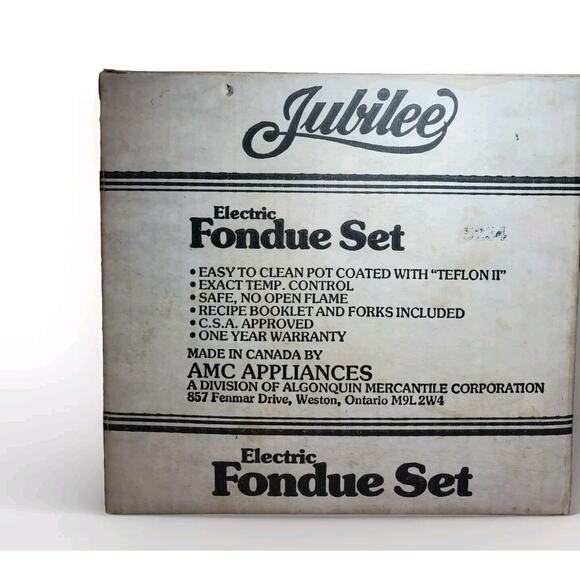 Jubilee
Electric
Fondue Set
5234
• EASY TO CLEAN POT COATED WITH "TEFLON II"
• EXACT TEMP. CONTROL
• SAFE, NO OPEN FLAME
• RECIPE BOOKLET AND FORKS INCLUDED
• C.S.A. APPROVED
• ONE YEAR WARRANTY
MADE IN CANADA BY
AMC APPLIANCES
A DIVISION OF ALGONQUIN MERCANTILE CORPORATION
857 Fenmar Drive, Weston, Ontario M9L 2W4
Electric
Fondue Set